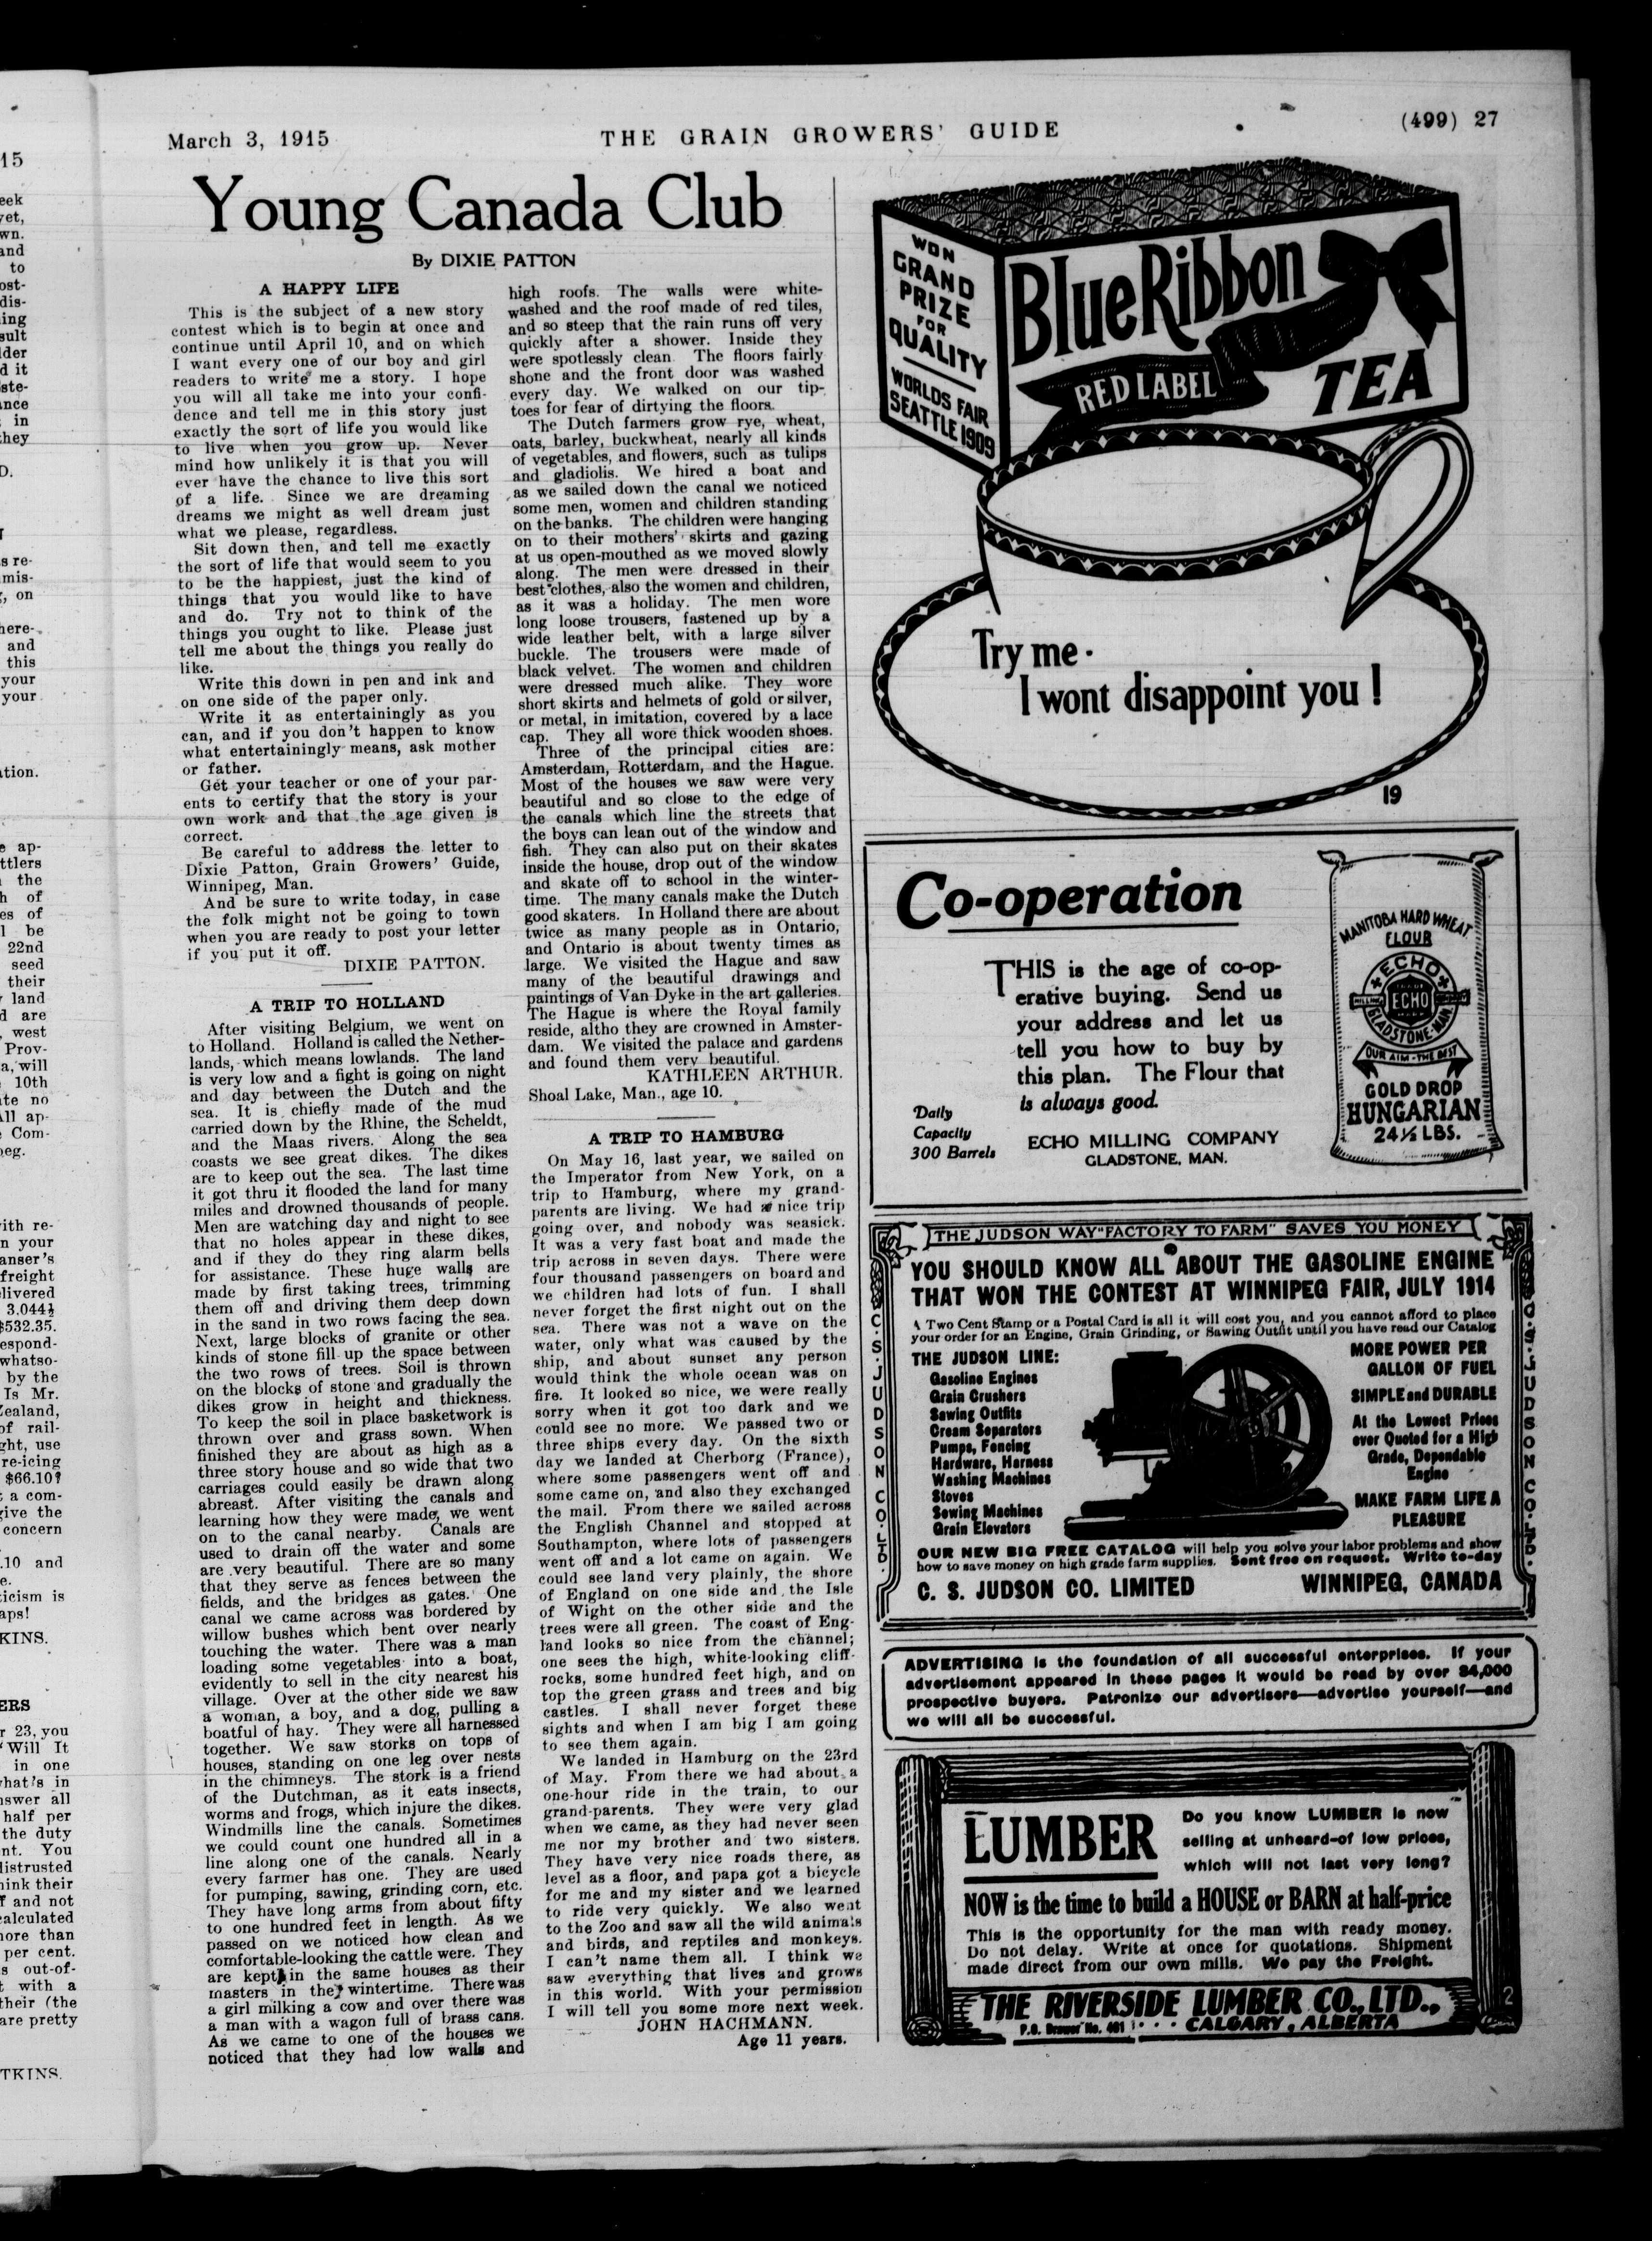 March 3, 1915
THE GRAIN GROWERS' GUIDE
(499) 27
Young Canada Club
By DIXIE PATTON
A HAPPY LIFE
This is the subject of a new story
contest which is to begin at once and
continue until April 10, and on which
I want every one of our boy and girl
readers to write me a story. I hope
you will all take me into your confi-
dence and tell me in this story just
exactly the sort of life you would like
to live when you grow up. Never
mind how unlikely it is that you will
ever have the chance to live this sort
of a life. Since we are dreaming
dreams we might as well dream just
what we please, regardless.
Sit down then, and tell me exactly
the sort of life that would seem to you
to be the happiest, just the kind of
things that you would like to have
and do. Try not to think of the
things you ought to like. Please just
tell me about the things you really do
like.
Write this down in pen and ink and
on one side of the paper only.
Write it as entertainingly as you
can, and if you don't happen to know
what entertainingly means, ask mother
or father.
Get your teacher or one of your par-
ents to certify that the story is your
own work and that the age given is
correct.
Be careful to address the letter to
Dixie Patton, Grain Growers' Guide,
Winnipeg, Man.
And be sure to write today, in case
the folk might not be going to town
when you are ready to post your letter
if you put it off.
DIXIE PATTON.
A TRIP TO HOLLAND
After visiting Belgium, we went on
to Holland. Holland is called the Nether-
lands, which means lowlands. The land
is very low and a fight is going on night
and day between the Dutch and the
sea. It is chiefly made of the mud
carried down by the Rhine, the Scheldt,
and the Maas rivers. Along the sea
coasts we see great dikes. The dikes
are to keep out the sea. The last time
it got thru it flooded the land for many
miles and drowned thousands of people.
Men are watching day and night to see
that no holes appear in these dikes,
and if they do they ring alarm bells
for assistance. These huge walls are
made by first taking trees, trimming
them off and driving them deep down
in the sand in two rows facing the sea.
Next, large blocks of granite or other
kinds of stone fill up the space between
the two rows of trees. Soil is thrown
on the blocks of stone and gradually the
dikes grow in height and thickness.
To keep the soil in place basketwork is
thrown over and grass sown. When
finished they are about as high as a
three story house and so wide that two
carriages could easily be drawn along
abreast. After visiting the canals and
learning how they were made, we went
on to the canal nearby. Canals are
used to drain off the water and some
are very beautiful. There are so many
that they serve as fences between the
fields, and the bridges as gates. One
canal we came across was bordered by
willow bushes which bent over nearly
touching the water. There was a man
loading some vegetables into a boat,
evidently to sell in the city nearest his
village. Over at the other side we saw
a woman, a boy, and a dog, pulling a
boatful of hay. They were all harnessed
together. We saw storks on tops of
houses, standing on one leg over nests
in the chimneys. The stork is a friend
of the Dutchman, as it eats insects,
worms and frogs, which injure the dikes.
Windmills line the canals. Sometimes
we could count one hundred all in a
line along one of the canals. Nearly
every farmer has one. They are used
for pumping, sawing, grinding corn, etc.
They have long arms from about fifty
to one hundred feet in length. As we
passed on we noticed how clean and
comfortable-looking the cattle were. They
are kept in the same houses as their
masters in the wintertime. There was
a girl milking a cow and over there was
a man with a wagon full of brass cans.
As we came to one of the houses we
noticed that they had low walls and
high roofs. The walls were white-
washed and the roof made of red tiles,
and so steep that the rain runs off very
quickly after a shower. Inside they
were spotlessly clean. The floors fairly
shone and the front door was washed
every day. We walked on our tip-
toes for fear of dirtying the floors.
The Dutch farmers grow rye, wheat,
oats, barley, buckwheat, nearly all kinds
of vegetables, and flowers, such as tulips
and gladiolis. We hired a boat and
as we sailed down the canal we noticed
some men, women and children standing
on the banks. The children were hanging
on to their mothers' skirts and gazing
at us open-mouthed as we moved slowly
along. The men were dressed in their
best clothes, also the women and children,
as it was a holiday. The men wore
long loose trousers, fastened up by a
wide leather belt, with a large silver
buckle. The trousers were made of
black velvet. The women and children
were dressed much alike. They wore
short skirts and helmets of gold or silver,
or metal, in imitation, covered by a lace
cap. They all wore thick wooden shoes.
Three of the principal cities are:
Amsterdam, Rotterdam, and the Hague.
Most of the houses we saw were very
beautiful and so close to the edge of
the canals which line the streets that
the boys can lean out of the window and
fish. They can also put on their skates
inside the house, drop out of the window
and skate off to school in the winter-
time. The many canals make the Dutch
good skaters. In Holland there are about
twice as many people as in Ontario,
and Ontario is about twenty times as
large. We visited the Hague and saw
many of the beautiful drawings and
paintings of Van Dyke in the art galleries.
The Hague is where the Royal family
reside, altho they are crowned in Amster-
dam. We visited the palace and gardens
and found them very beautiful.
KATHLEEN ARTHUR.
Shoal Lake, Man., age 10.
A TRIP TO HAMBURG
On May 16, last year, we sailed on
the Imperator from New York, on a
trip to Hamburg, where my grand-
parents are living. We had a nice trip
going over, and nobody was seasick.
It was a very fast boat and made the
trip across in seven days. There were
four thousand passengers on board and
we children had lots of fun. I shall
never forget the first night out on the
sea. There was not a wave on the
water, only what was caused by the
ship, and about sunset any person
would think the whole ocean was on
fire. It looked so nice, we were really
sorry when it got too dark and we
could see no more. We passed two or
three ships every day. On the sixth
day we landed at Cherborg (France),
where some passengers went off and
some came on, and also they exchanged
the mail. From there we sailed across
the English Channel and stopped at
Southampton, where lots of passengers
went off and a lot came on again. We
could see land very plainly, the shore
of England on one side and the Isle
of Wight on the other side and the
trees were all green. The coast of Eng-
land looks so nice from the channel;
one sees the high, white-looking cliff-
rocks, some hundred feet high, and on
top the green grass and trees and big
castles. I shall never forget these
sights and when I am big I am going
to see them again.
We landed in Hamburg on the 23rd
of May. From there we had about a
one-hour ride in the train, to our
grand-parents. They were very glad
when we came, as they had never seen
me nor my brother and two sisters.
They have very nice roads there, as
level as a floor, and papa got a bicycle
for me and my sister and we learned
to ride very quickly. We also went
to the Zoo and saw all the wild animals
and birds, and reptiles and monkeys.
I can't name them all. I think we
saw everything that lives and grows
in this world. With your permission
I will tell you some more next week.
JOHN HACHMANN.
Age 11 years.
WON
GRAND
PRIZE
FOR
QUALITY
WORLDS FAIR
SEATTLE 1909
Blue Ribbon
RED LABEL
TEA
Try me -
I wont disappoint you!
19
Co-operation
THIS is the age of co-op-
erative buying. Send us
your address and let us
tell you how to buy by
this plan. The Flour that
is always good.
Daily
Capacity
300 Barrels
ECHO MILLING COMPANY
GLADSTONE, MAN.
MANITOBA HARD WHEAT
FLOUR
ECHO
MILLING
ECHO
GLADSTONE-MAN.
OUR AIM-THE BEST
GOLD DROP
HUNGARIAN
24½ LBS.
THE JUDSON WAY "FACTORY TO FARM" SAVES YOU MONEY
YOU SHOULD KNOW ALL ABOUT THE GASOLINE ENGINE
THAT WON THE CONTEST AT WINNIPEG FAIR, JULY 1914
A Two Cent Stamp or a Postal Card is all it will cost you, and you cannot afford to place
your order for an Engine, Grain Grinding, or Sawing Outfit until you have read our Catalog
THE JUDSON LINE:
Gasoline Engines
Grain Crushers
Sawing Outfits
Cream Separators
Pumps, Fencing
Hardware, Harness
Washing Machines
Stoves
Sewing Machines
Grain Elevators
MORE POWER PER
GALLON OF FUEL
SIMPLE and DURABLE
At the Lowest Prices
ever Quoted for a High
Grade, Dependable
Engine
MAKE FARM LIFE A
PLEASURE
OUR NEW BIG FREE CATALOG will help you solve your labor problems and show
how to save money on high grade farm supplies. Sent free on request. Write to-day
C. S. JUDSON CO. LIMITED
WINNIPEG, CANADA
C.S. JUDSON CO. LTD.
C.S. JUDSON CO. LTD.
ADVERTISING is the foundation of all successful enterprises. If your
advertisement appeared in these pages it would be read by over 34,000
prospective buyers. Patronize our advertisers—advertise yourself—and
we will all be successful.
LUMBER
Do you know LUMBER is now
selling at unheard-of low prices,
which will not last very long?
NOW is the time to build a HOUSE or BARN at half-price
This is the opportunity for the man with ready money.
Do not delay. Write at once for quotations. Shipment
made direct from our own mills. We pay the Freight.
THE RIVERSIDE LUMBER CO., LTD.,
P.O. Drawer No. 461
CALGARY, ALBERTA
2